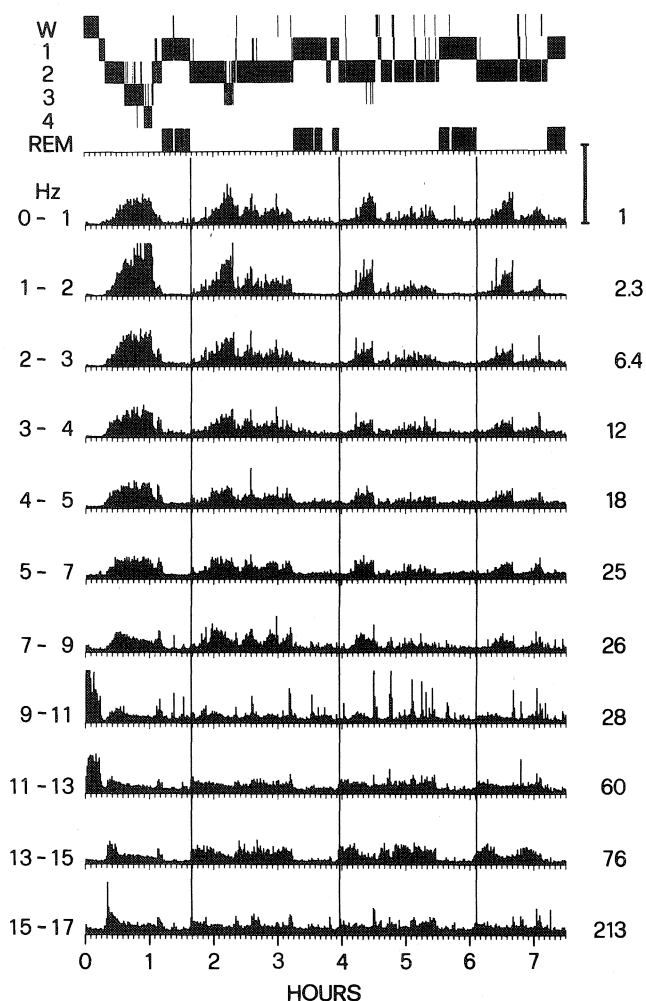 W
1
2
3
4
REM
Hz
0 - 1 1
1 - 2 2.3
2 - 3 6.4
3 - 4 12
4 - 5 18
5 - 7 25
7 - 9 26
9 - 11 28
11 - 13 60
13 - 15 76
15 - 17 213
0 1 2 3 4 5 6 7
HOURS